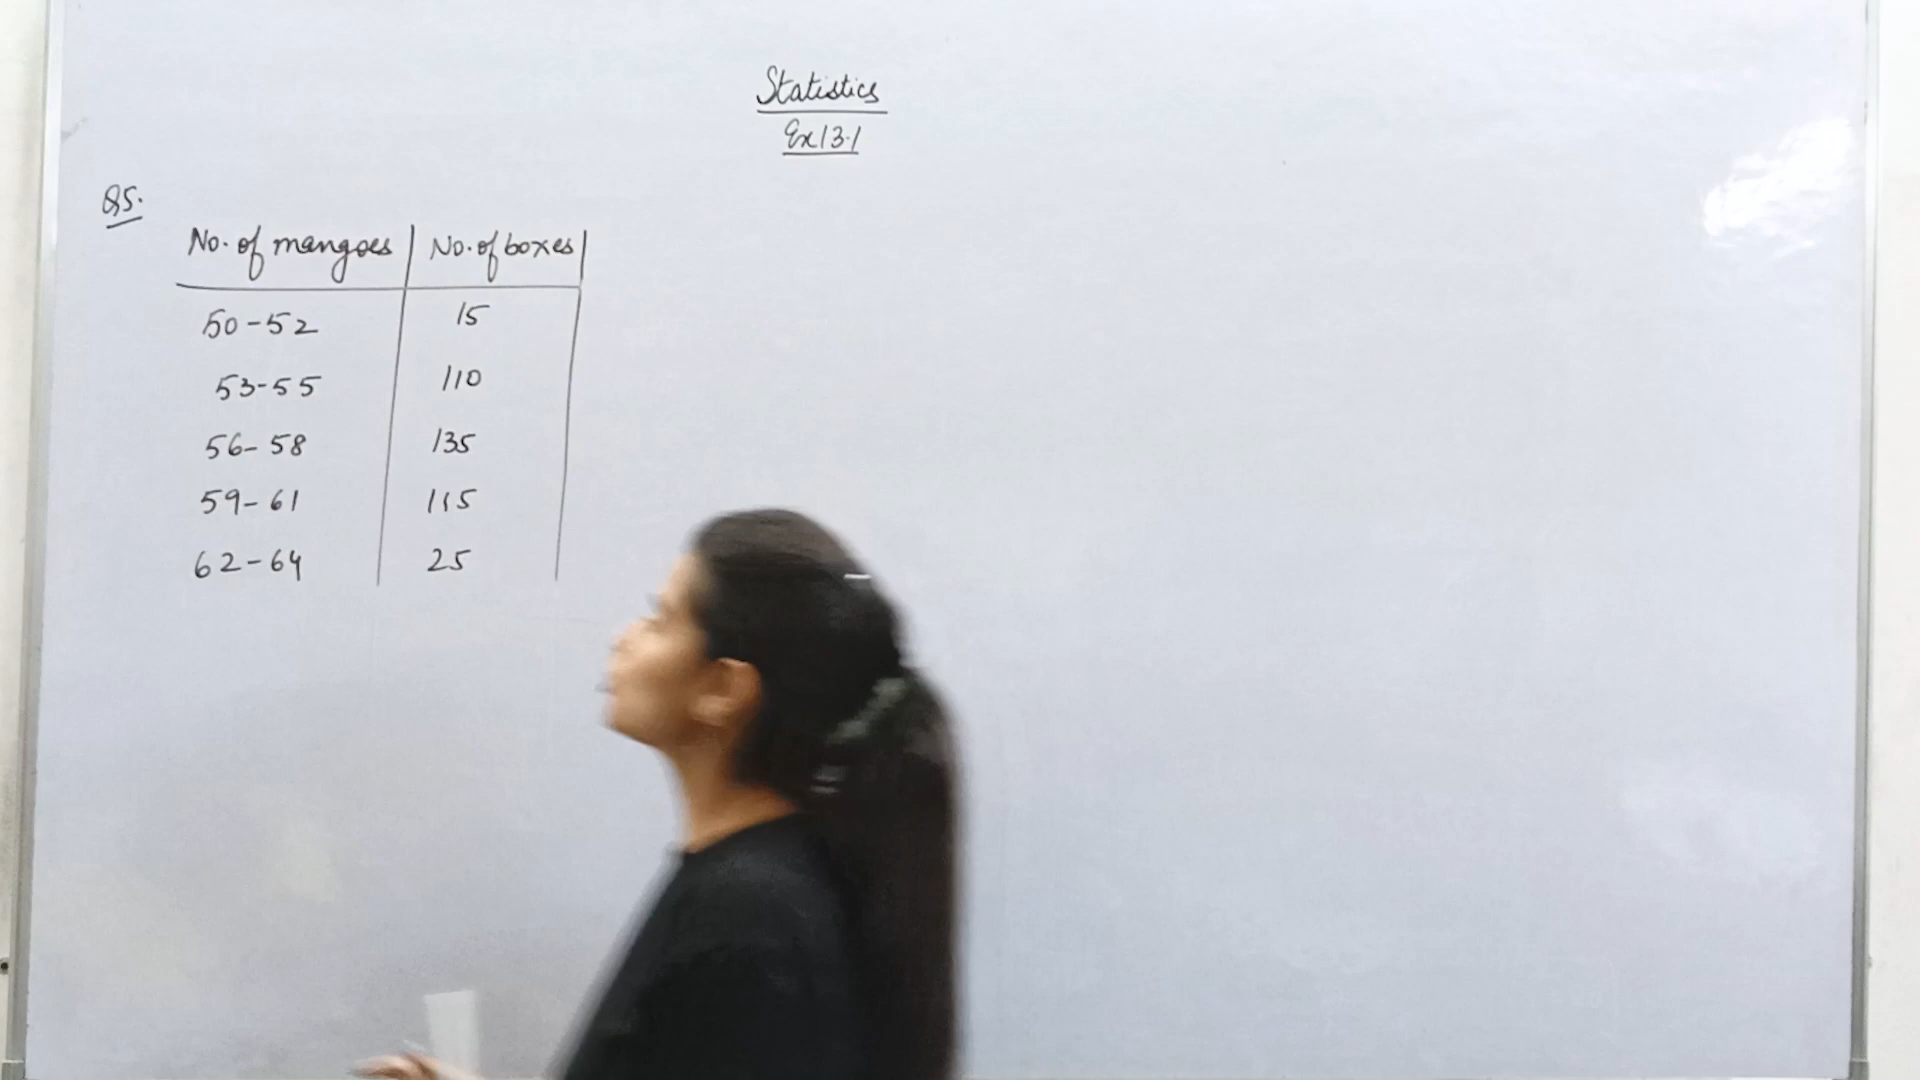 Statistics
Ex 13.1
Q5.
No. of mangoes No. of boxes
50-52 15
53-55 110
56-58 135
59-61 115
62-64 25